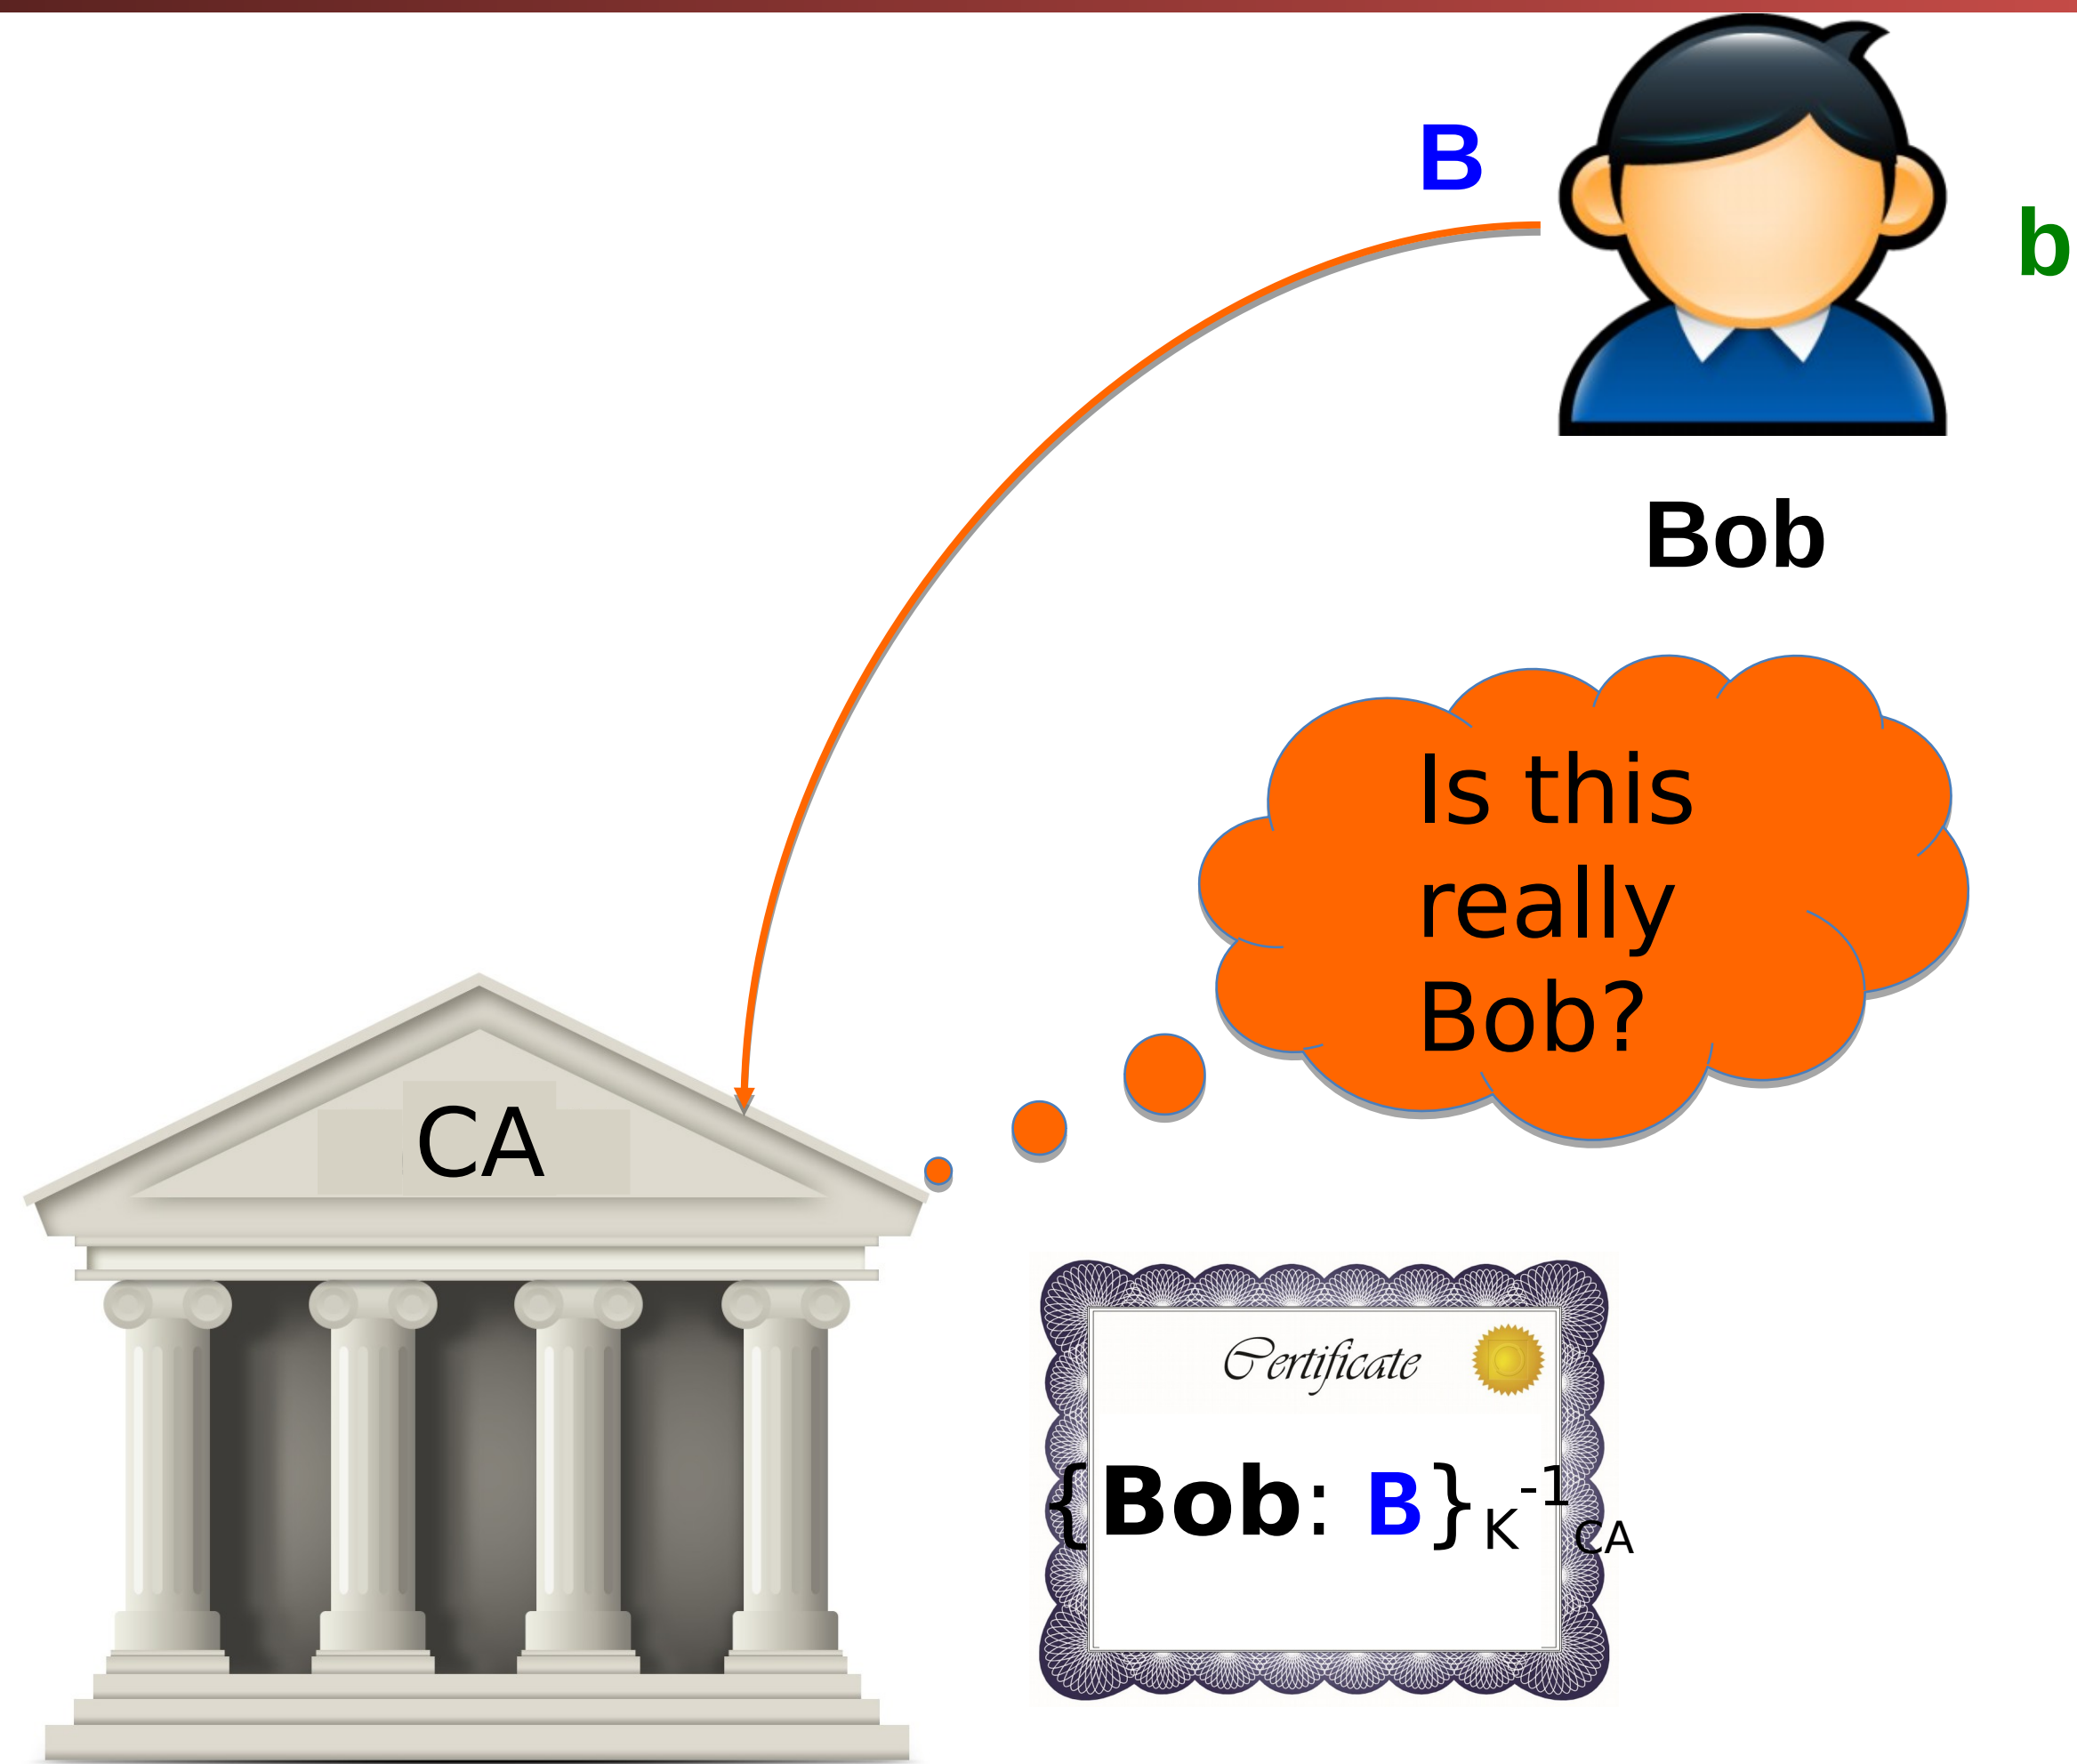 B
b
Bob
Is this
really
Bob?
CA
Certificate
{Bob: B}K-1CA